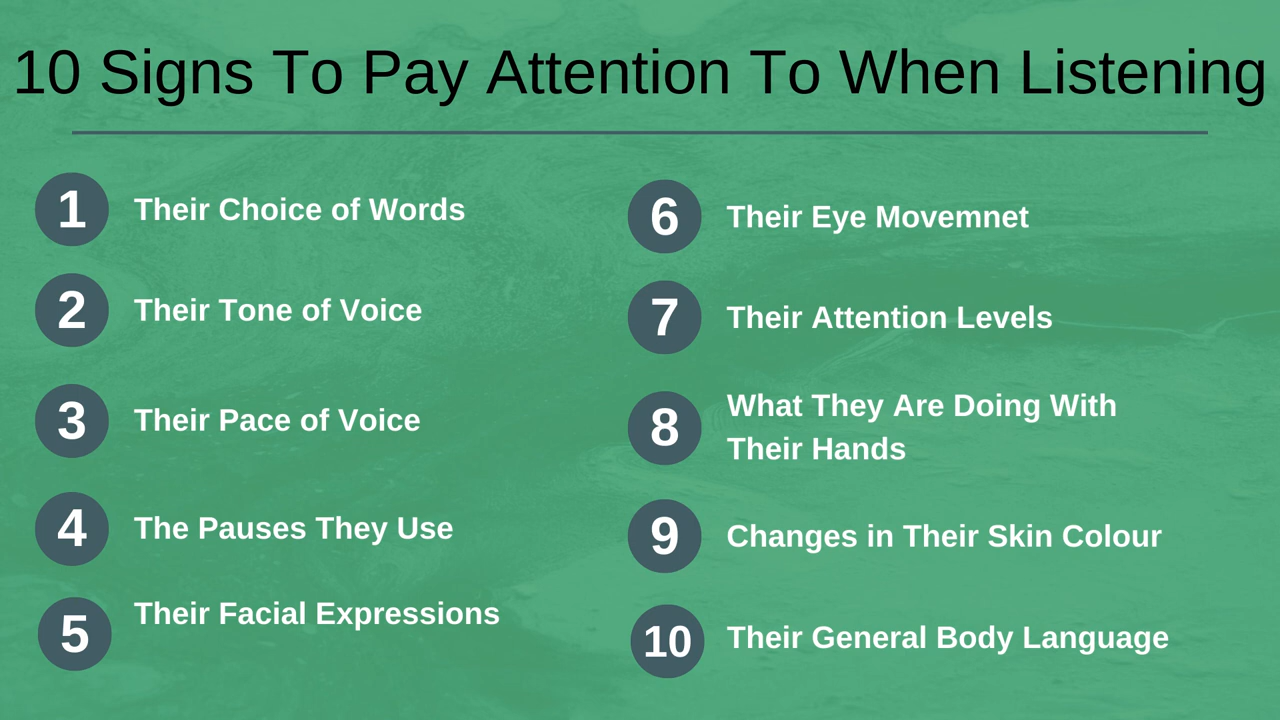 10 Signs To Pay Attention To When Listening
1 Their Choice of Words
2 Their Tone of Voice
3 Their Pace of Voice
4 The Pauses They Use
5 Their Facial Expressions
6 Their Eye Movemnet
7 Their Attention Levels
8 What They Are Doing With
Their Hands
9 Changes in Their Skin Colour
10 Their General Body Language